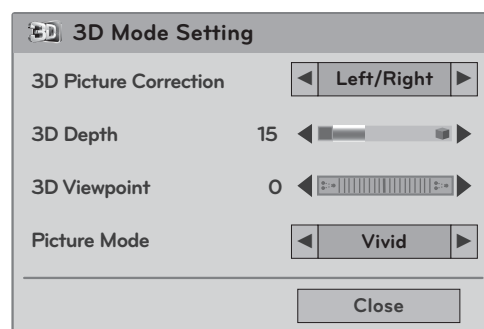 3D 3D Mode Setting
3D Picture Correction ◀ Left/Right ▶
3D Depth 15
3D Viewpoint 0
Picture Mode ◀ Vivid ▶
Close